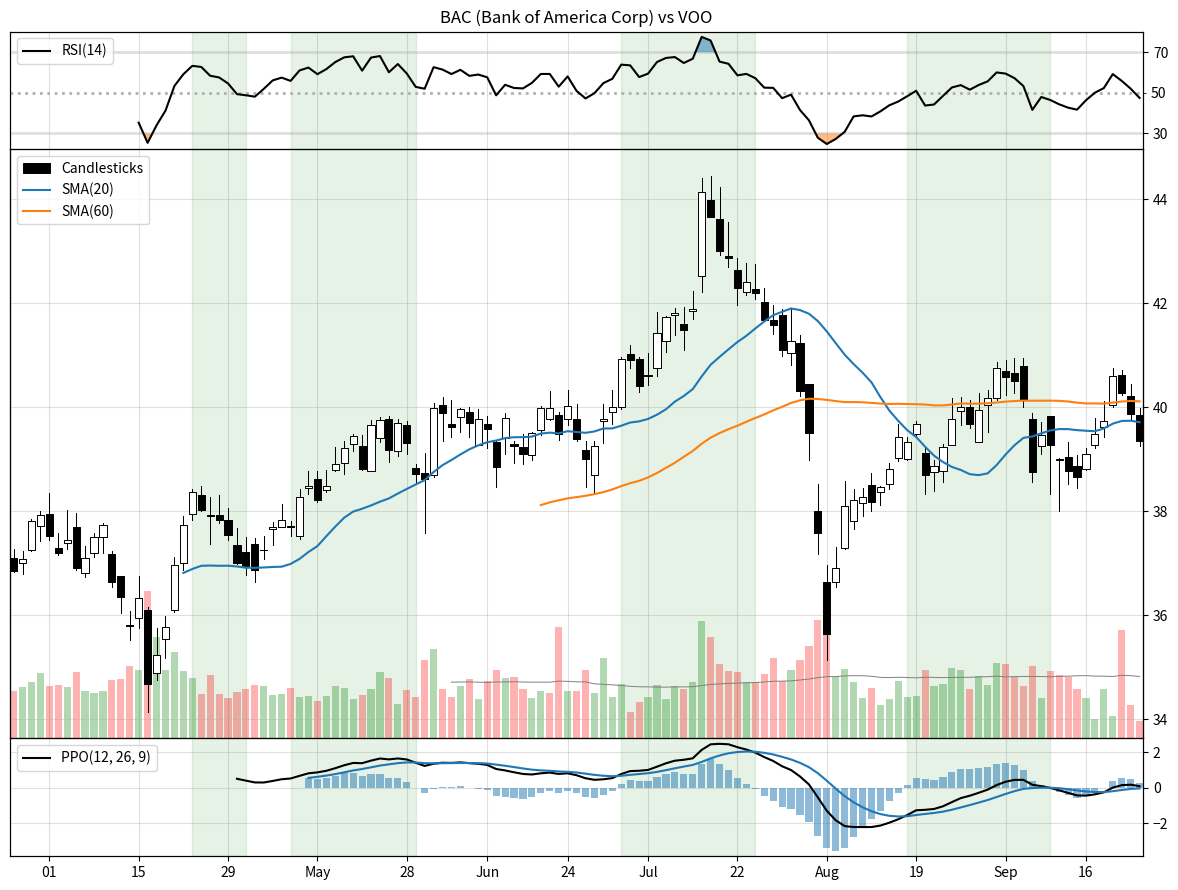 BAC (Bank of America Corp) vs VOO
RSI(14)
70
50
30
Candlesticks
SMA(20)
SMA(60)
44
42
40
38
36
34
PPO(12, 26, 9)
2
0
−2
01 15 29 May 28 Jun 24 Jul 22 Aug 19 Sep 16